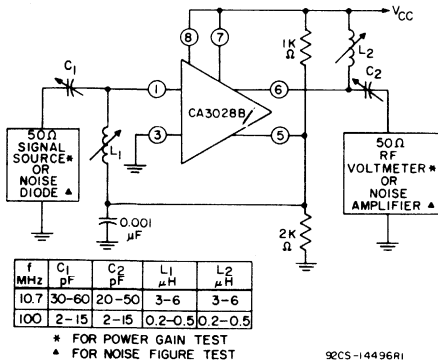 VCC
8
7
1K
Ω
L2
C1
1
6
C2
CA3028B
3
5
50Ω
SIGNAL
SOURCE*
OR
NOISE
DIODE ▲
L1
0.001
μF
2K
Ω
50Ω
RF
VOLTMETER*
OR
NOISE
AMPLIFIER ▲
f MHz C1 pF C2 pF L1 μH L2 μH
10.7 30-60 20-50 3-6 3-6
100 2-15 2-15 0.2-0.5 0.2-0.5
* FOR POWER GAIN TEST
▲ FOR NOISE FIGURE TEST
92CS-14496R1